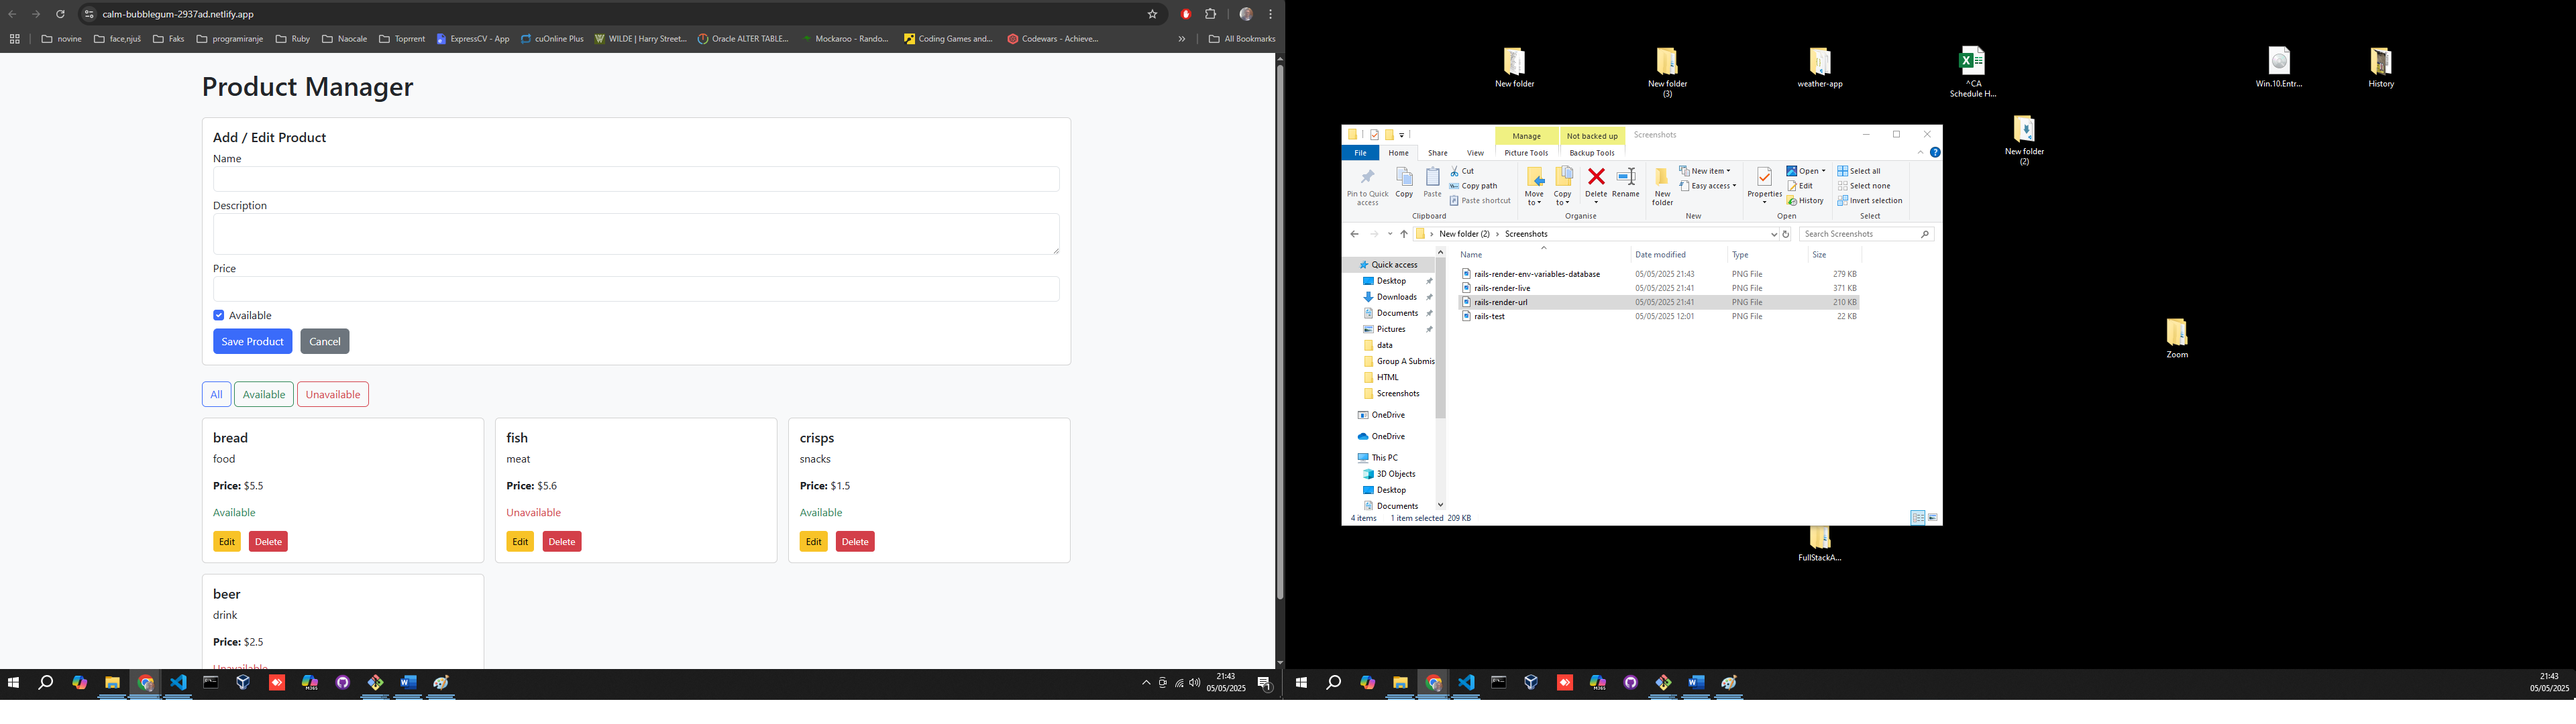 calm-bubblegum-2937ad.netlify.app
novine
face,njuš
Faks
programiranje
Ruby
Naocale
Toprrent
ExpressCV - App
cuOnline Plus
WILDE | Harry Street...
Oracle ALTER TABLE...
Mockaroo - Rando...
Coding Games and...
Codewars - Achieve...
»
All Bookmarks
Product Manager
Add / Edit Product
Name
Description
Price
Available
Save Product
Cancel
All
Available
Unavailable
bread
food
Price: $5.5
Available
Edit
Delete
fish
meat
Price: $5.6
Unavailable
Edit
Delete
crisps
snacks
Price: $1.5
Available
Edit
Delete
beer
drink
Price: $2.5
Unavailable
21:43
05/05/2025
1
New folder
New folder
(3)
weather-app
^CA
Schedule H...
Win.10.Entr...
History
New folder
(2)
Zoom
FullStackA...
Manage
Not backed up
Screenshots
File
Home
Share
View
Picture Tools
Backup Tools
Pin to Quick
access
Copy
Paste
Cut
Copy path
Paste shortcut
Clipboard
Move
to
Copy
to
Delete
Rename
Organise
New
folder
New item
Easy access
New
Properties
Open
Edit
History
Open
Select all
Select none
Invert selection
Select
New folder (2) › Screenshots
Search Screenshots
Quick access
Desktop
Downloads
Documents
Pictures
data
Group A Submis
HTML
Screenshots
OneDrive
OneDrive
This PC
3D Objects
Desktop
Documents
Name
Date modified
Type
Size
rails-render-env-variables-database 05/05/2025 21:43 PNG File 279 KB
rails-render-live 05/05/2025 21:41 PNG File 371 KB
rails-render-url 05/05/2025 21:41 PNG File 210 KB
rails-test 05/05/2025 12:01 PNG File 22 KB
4 items
1 item selected 209 KB
21:43
05/05/2025